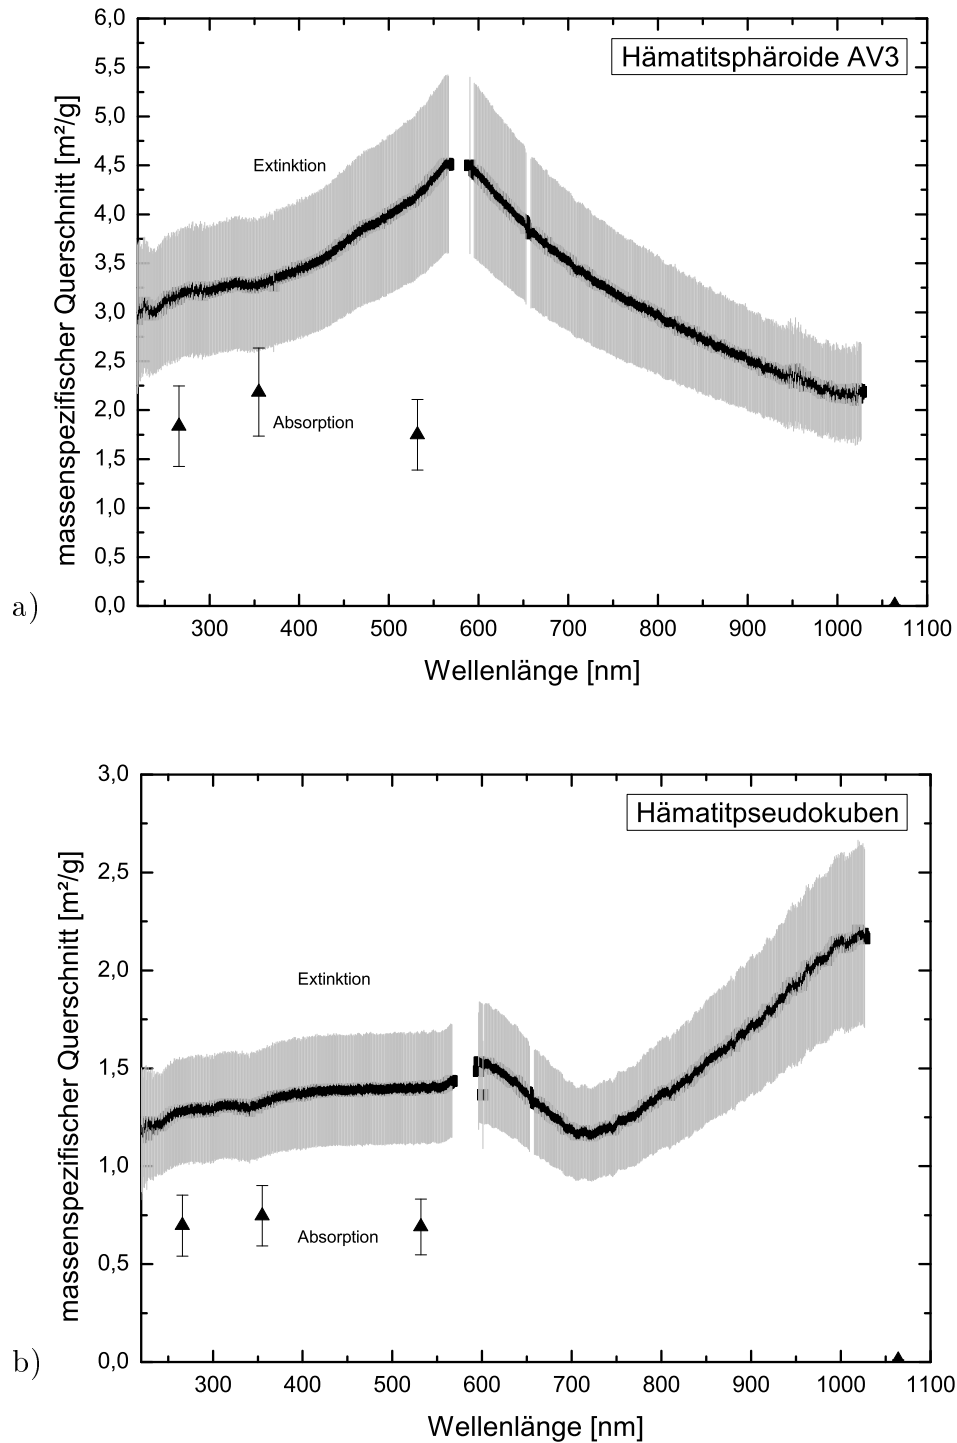 6,0
5,5
5,0
4,5
4,0
3,5
3,0
2,5
2,0
1,5
1,0
0,5
0,0
massenspezifischer Querschnitt [m²/g]
Hämatitsphäroide AV3
Extinktion
Absorption
a)
300 400 500 600 700 800 900 1000 1100
Wellenlänge [nm]
3,0
2,5
2,0
1,5
1,0
0,5
0,0
massenspezifischer Querschnitt [m²/g]
Hämatitpseudokuben
Extinktion
Absorption
b)
300 400 500 600 700 800 900 1000 1100
Wellenlänge [nm]